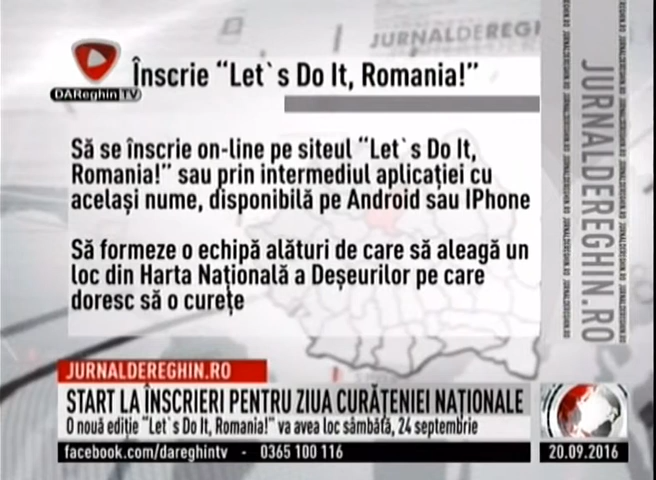 JURNALDEREGHIN
Înscrie “Let`s Do It, Romania!”
DAReghin TV
Să se înscrie on-line pe siteul “Let`s Do It,
Romania!” sau prin intermediul aplicației cu
același nume, disponibilă pe Android sau IPhone
Să formeze o echipă alături de care să aleagă un
loc din Harta Națională a Deșeurilor pe care
doresc să o curețe
JURNALDEREGHIN.RO
JURNALDEREGHIN.RO
START LA ÎNSCRIERI PENTRU ZIUA CURĂȚENIEI NAȚIONALE
O nouă ediție “Let`s Do It, Romania!” va avea loc sâmbătă, 24 septembrie
facebook.com/dareghintv - 0365 100 116
20.09.2016